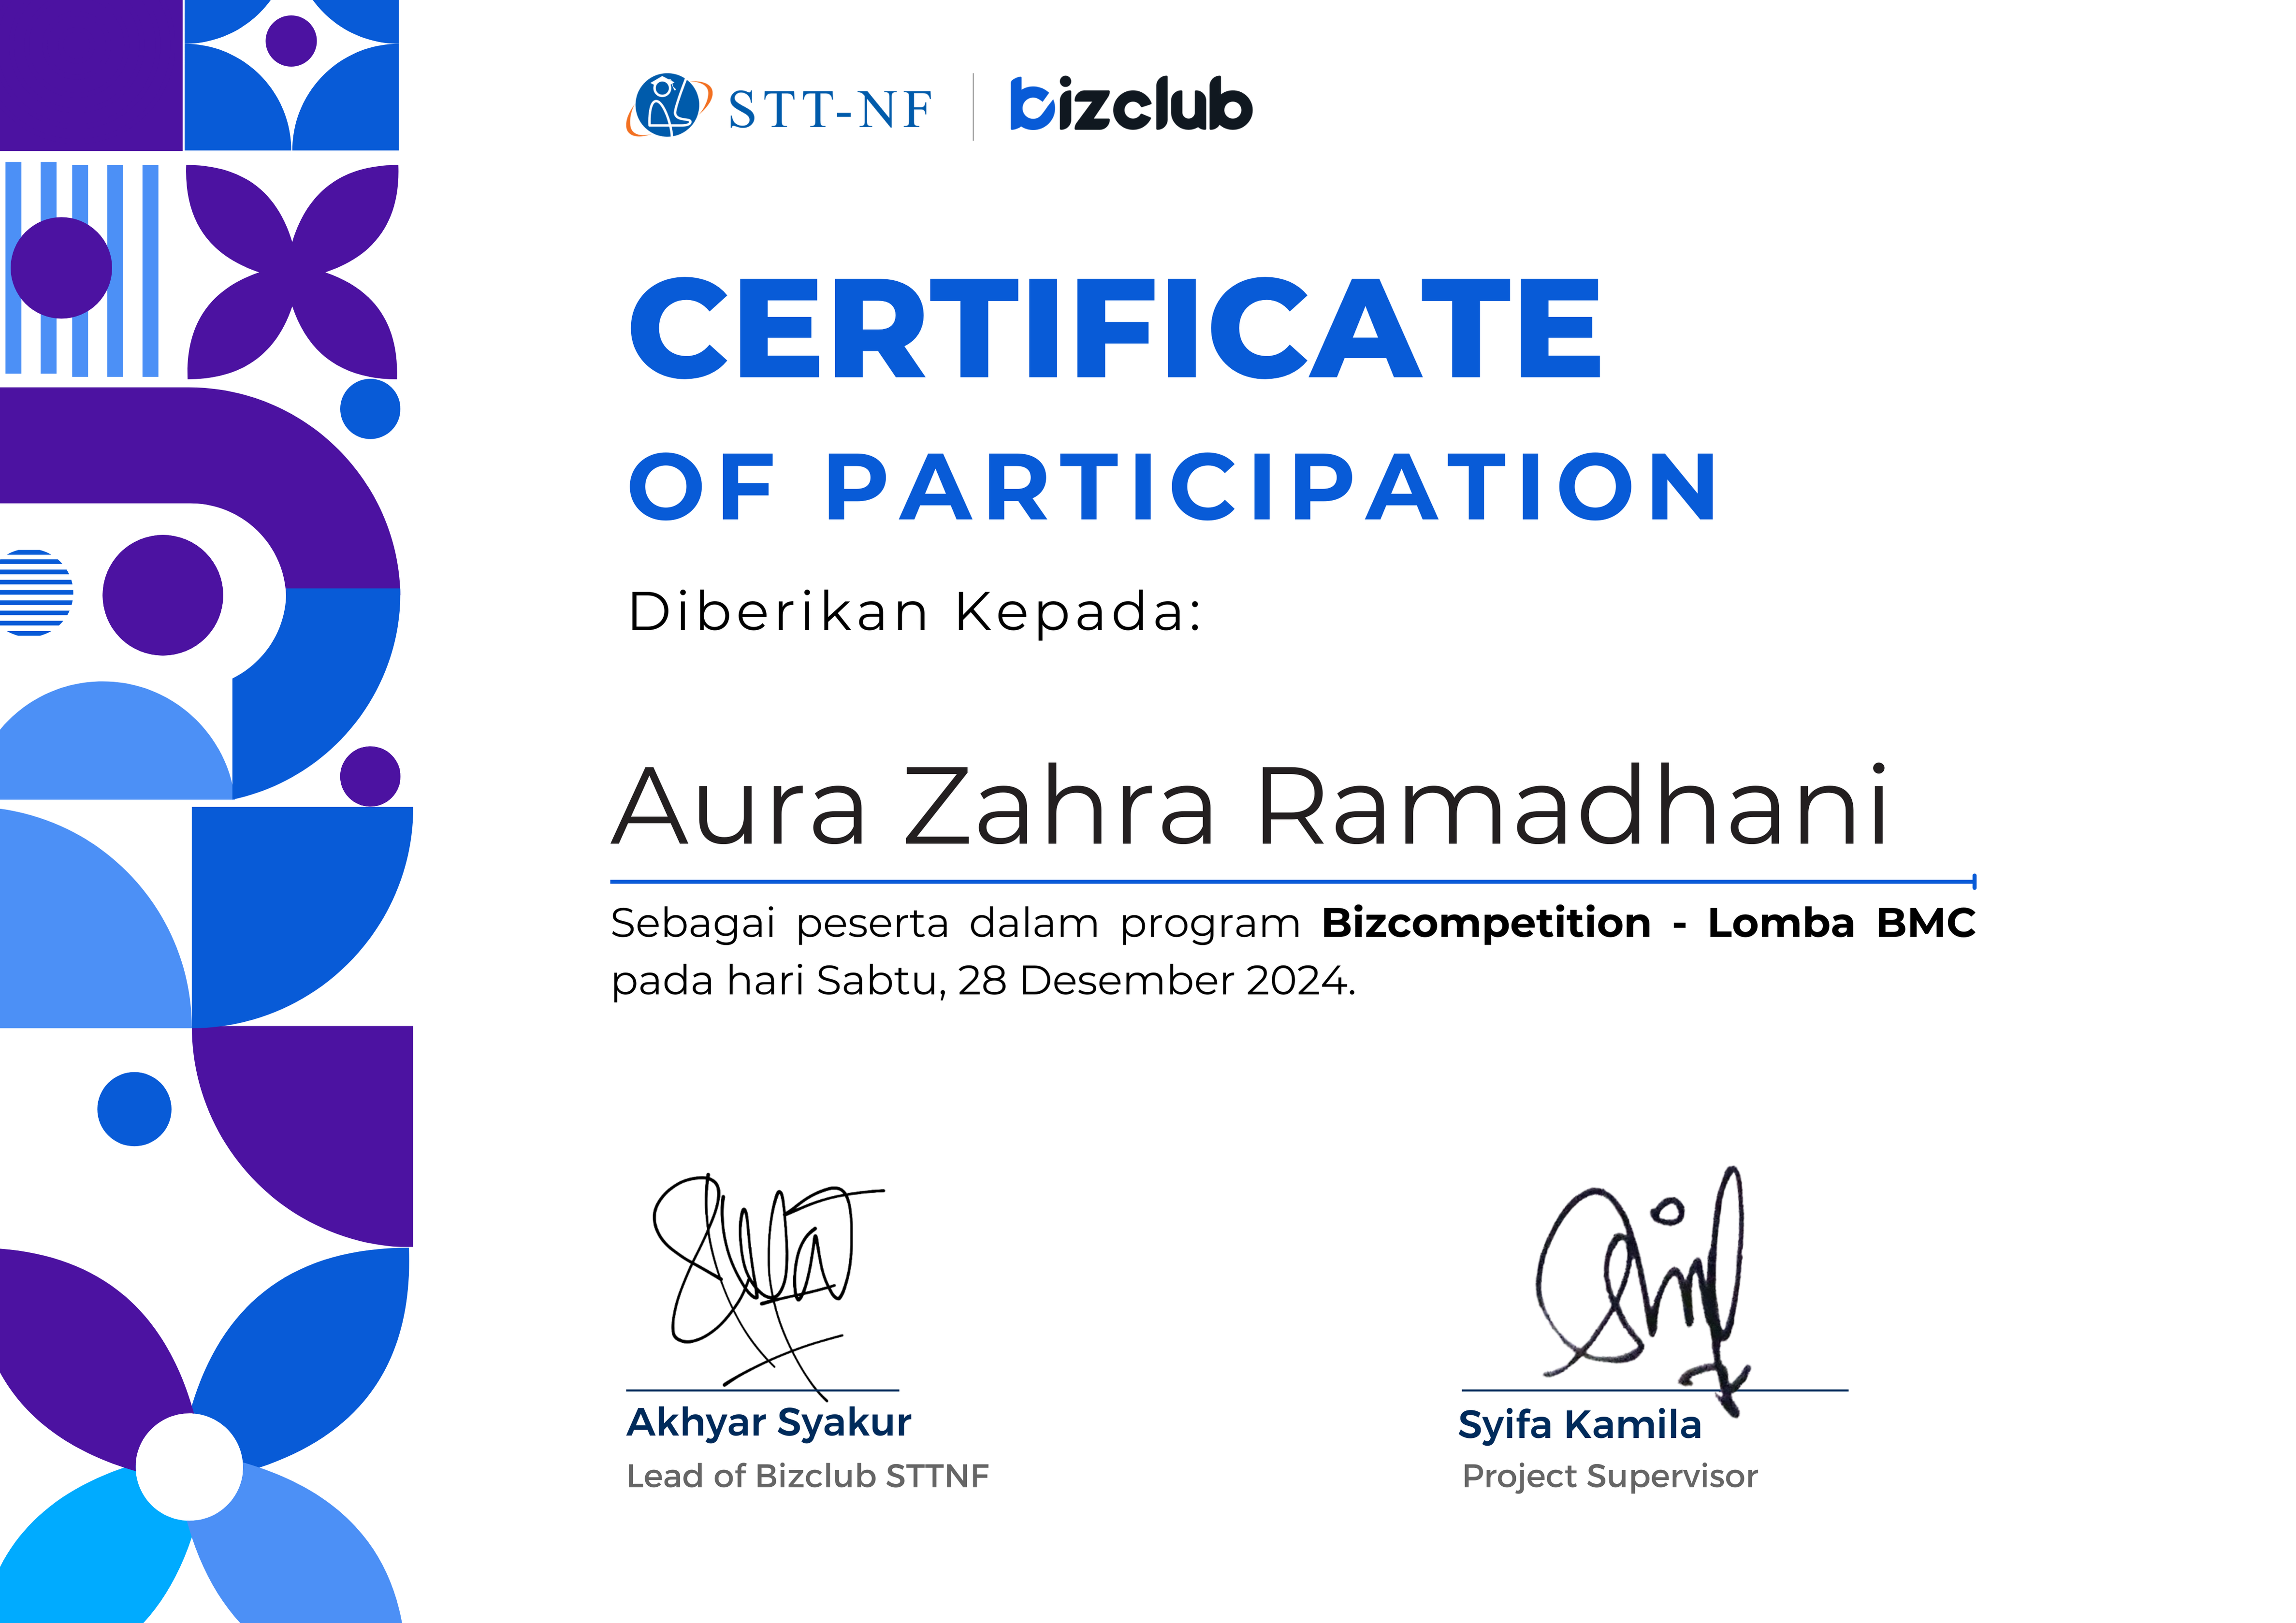 STT-NF
bizclub
CERTIFICATE
OF PARTICIPATION
Diberikan Kepada:
Aura Zahra Ramadhani
Sebagai peserta dalam program Bizcompetition - Lomba BMC
pada hari Sabtu, 28 Desember 2024.
Akhyar Syakur
Lead of Bizclub STTNF
Syifa Kamila
Project Supervisor